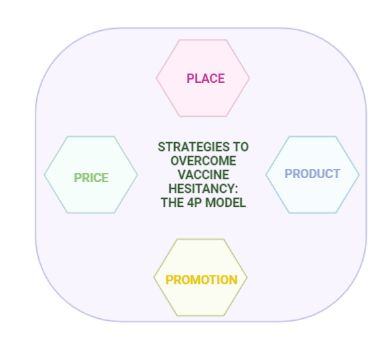 PLACE
STRATEGIES TO
OVERCOME
VACCINE
HESITANCY:
THE 4P MODEL
PRICE
PRODUCT
PROMOTION